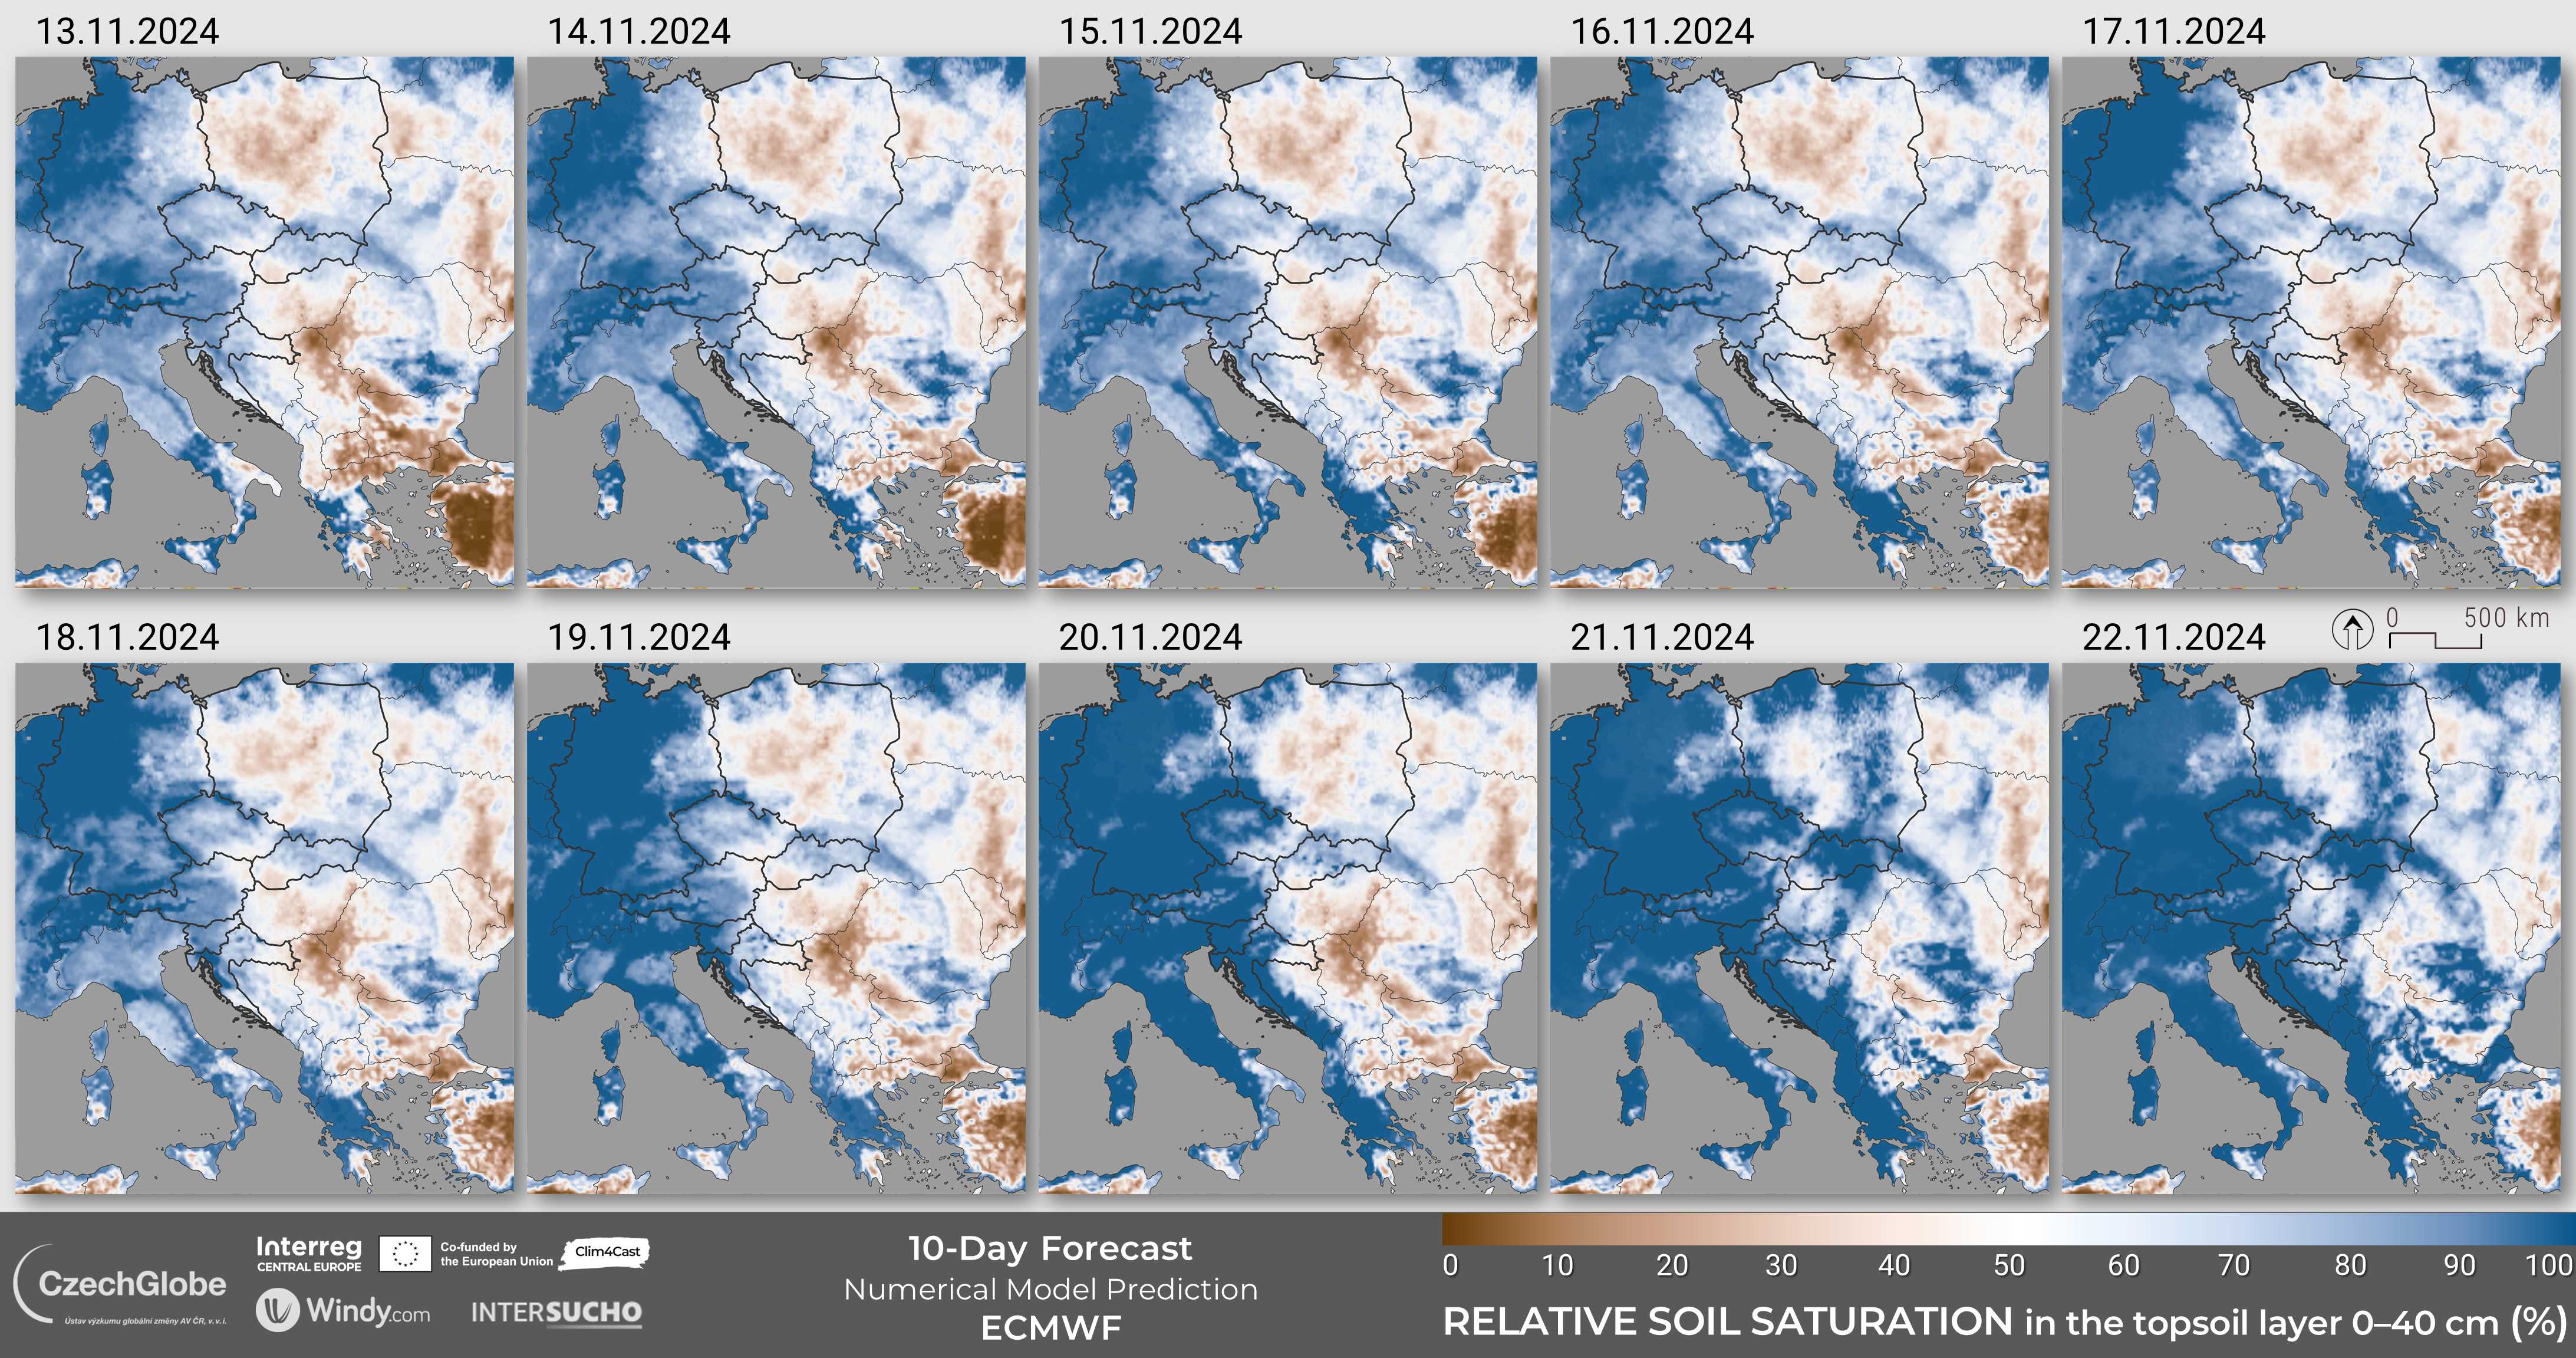 13.11.2024
14.11.2024
15.11.2024
16.11.2024
17.11.2024
0 500 km
18.11.2024
19.11.2024
20.11.2024
21.11.2024
22.11.2024
CzechGlobe
Ústav výzkumu globální změny AV ČR, v. v. i.
Interreg
CENTRAL EUROPE
Co-funded by
the European Union
Clim4Cast
Windy.com
INTERSUCHO
10-Day Forecast
Numerical Model Prediction
ECMWF
0 10 20 30 40 50 60 70 80 90 100
RELATIVE SOIL SATURATION in the topsoil layer 0–40 cm (%)